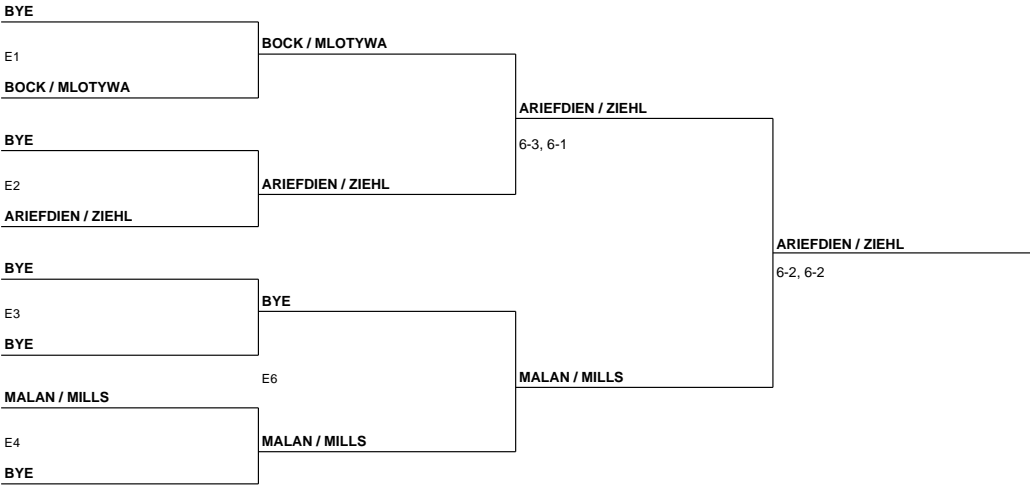 BYE
E1
BOCK / MLOTYWA
BYE
E2
ARIEFDIEN / ZIEHL
BYE
E3
BYE
MALAN / MILLS
E4
BYE
BOCK / MLOTYWA
ARIEFDIEN / ZIEHL
BYE
E6
MALAN / MILLS
ARIEFDIEN / ZIEHL
6-3, 6-1
MALAN / MILLS
ARIEFDIEN / ZIEHL
6-2, 6-2